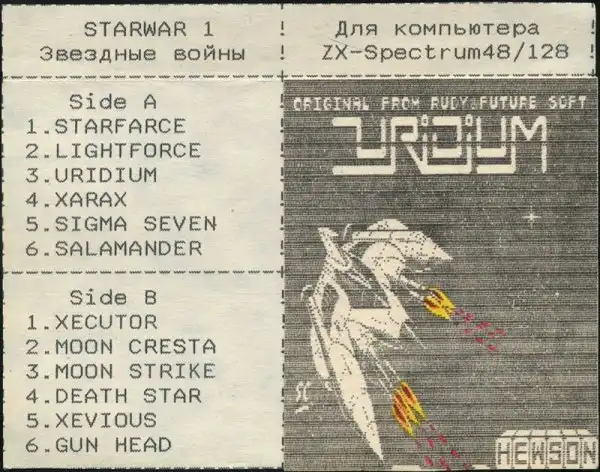 STARWAR 1
Звездные войны
Для компьютера
ZX-Spectrum48/128
Side A
1.STARFARCE
2.LIGHTFORCE
3.URIDIUM
4.XARAX
5.SIGMA SEVEN
6.SALAMANDER
Side B
1.XECUTOR
2.MOON CRESTA
3.MOON STRIKE
4.DEATH STAR
5.XEVIOUS
6.GUN HEAD
ORIGINAL FROM RUDY FUTURE SOFT
URIDIUM
HEWSON